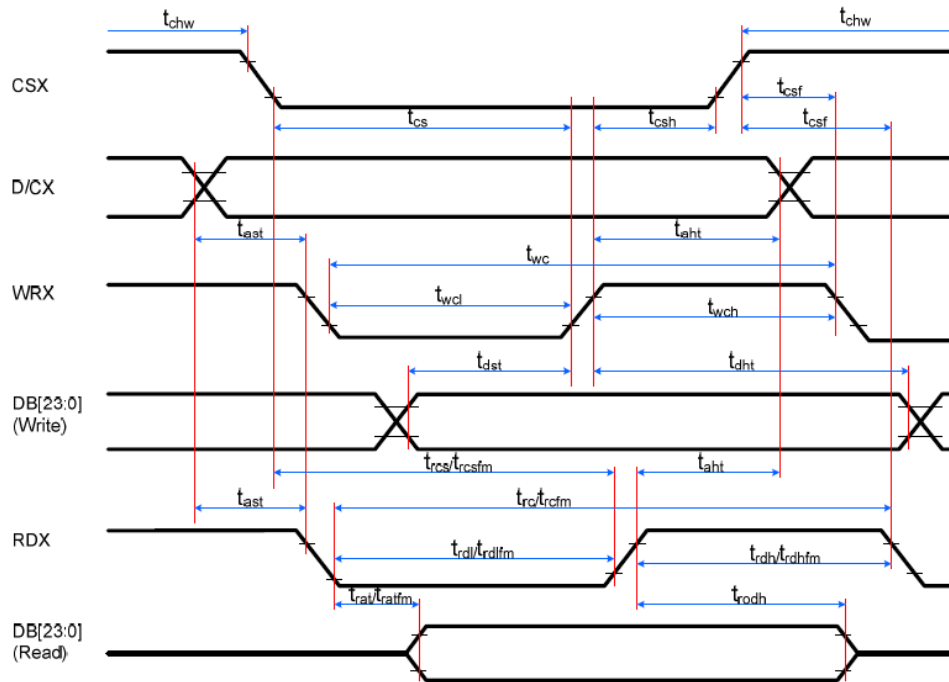 tchw tchw
CSX
tcsf
tcs tcsh tcsf
D/CX
tast taht
twc
WRX
twcl twch
tdst tdht
DB[23:0]
(Write)
trcs/trcsfm taht
tast trc/trcfm
RDX
trdl/trdlfm trdh/trdhfm
trat/tratfm trodh
DB[23:0]
(Read)